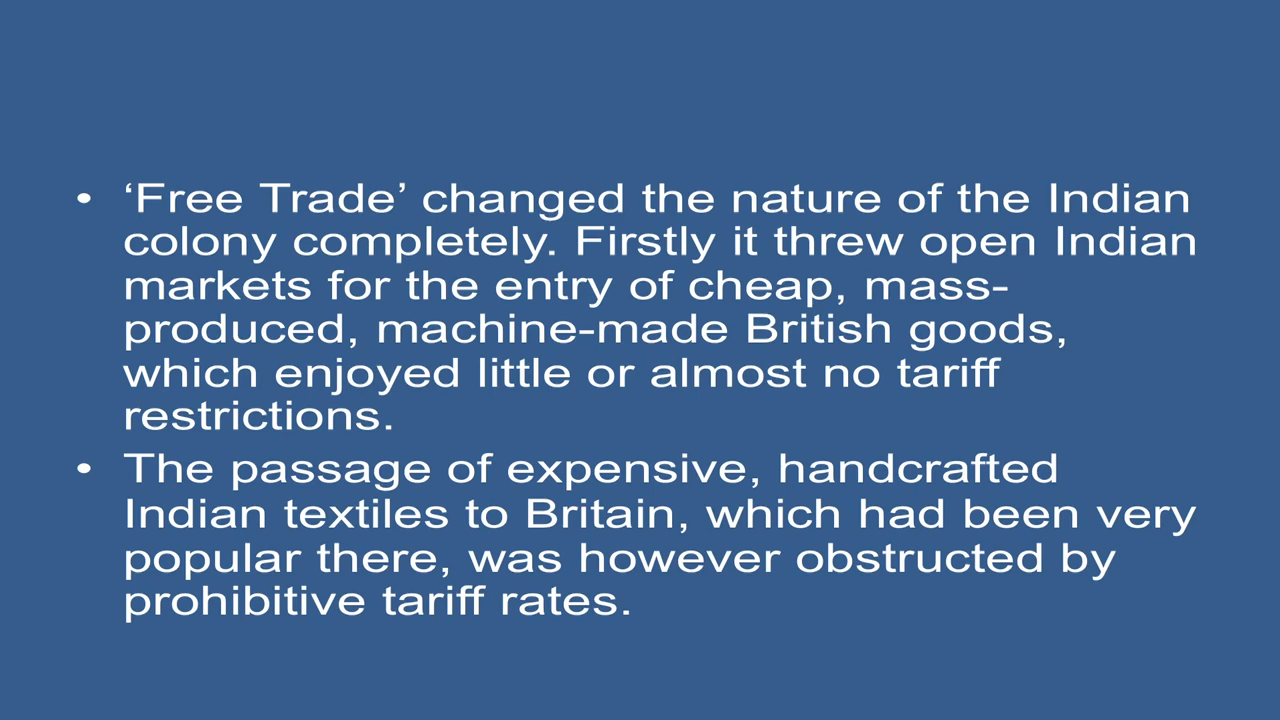 • ‘Free Trade’ changed the nature of the Indian
colony completely. Firstly it threw open Indian
markets for the entry of cheap, mass-
produced, machine-made British goods,
which enjoyed little or almost no tariff
restrictions.
• The passage of expensive, handcrafted
Indian textiles to Britain, which had been very
popular there, was however obstructed by
prohibitive tariff rates.